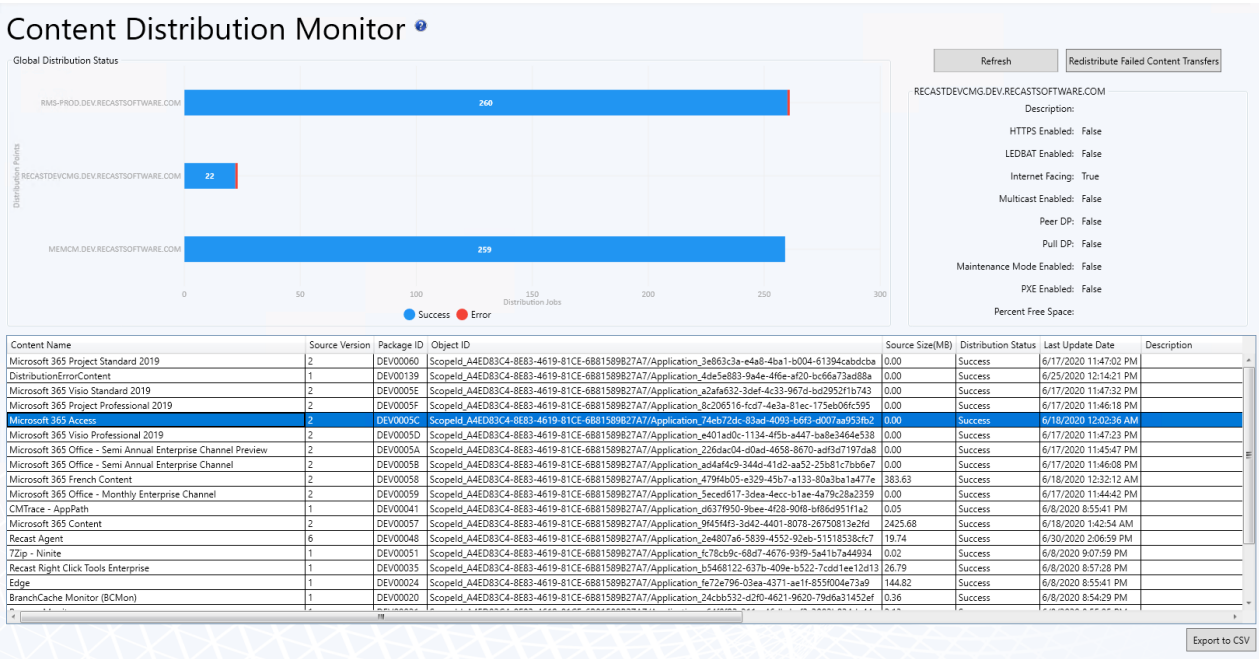 Content Distribution Monitor ?
Global Distribution Status
Refresh
Redistribute Failed Content Transfers
Distribution Points
RMS-PROD.DEV.RECASTSOFTWARE.COM 260
RECASTDEVCMG.DEV.RECASTSOFTWARE.COM 22
MEMCM.DEV.RECASTSOFTWARE.COM 259
0 50 100 150 200 250 300
Distribution Jobs
Success Error
RECASTDEVCMG.DEV.RECASTSOFTWARE.COM
Description:
HTTPS Enabled: False
LEDBAT Enabled: False
Internet Facing: True
Multicast Enabled: False
Peer DP: False
Pull DP: False
Maintenance Mode Enabled: False
PXE Enabled: False
Percent Free Space:
Content Name Source Version Package ID Object ID Source Size(MB) Distribution Status Last Update Date Description
Microsoft 365 Project Standard 2019 2 DEV00060 ScopeId_A4ED83C4-8E83-4619-81CE-6B81589B27A7/Application_3e863c3a-e4a8-4ba1-b004-61394cabdcba 0.00 Success 6/17/2020 11:47:02 PM
DistributionErrorContent 1 DEV00139 ScopeId_A4ED83C4-8E83-4619-81CE-6B81589B27A7/Application_4de5e883-9a4e-4f6e-af20-bc66a73ad88a 0.00 Success 6/25/2020 12:14:21 PM
Microsoft 365 Visio Standard 2019 2 DEV0005E ScopeId_A4ED83C4-8E83-4619-81CE-6B81589B27A7/Application_a2afa632-3def-4c33-967d-bd2952f1b743 0.00 Success 6/17/2020 11:47:32 PM
Microsoft 365 Project Professional 2019 2 DEV0005F ScopeId_A4ED83C4-8E83-4619-81CE-6B81589B27A7/Application_8c206516-fcd7-4e3a-81ec-175eb06fc595 0.00 Success 6/17/2020 11:46:18 PM
Microsoft 365 Access 2 DEV0005C ScopeId_A4ED83C4-8E83-4619-81CE-6B81589B27A7/Application_74eb72dc-83ad-4093-b6f3-d007aa953fb2 0.00 Success 6/18/2020 12:02:36 AM
Microsoft 365 Visio Professional 2019 2 DEV0005D ScopeId_A4ED83C4-8E83-4619-81CE-6B81589B27A7/Application_e401ad0c-1134-4f5b-a447-ba8e3464e538 0.00 Success 6/17/2020 11:47:23 PM
Microsoft 365 Office - Semi Annual Enterprise Channel Preview 2 DEV0005A ScopeId_A4ED83C4-8E83-4619-81CE-6B81589B27A7/Application_226dac04-d0ad-4658-8670-adf3d7197da8 0.00 Success 6/17/2020 11:45:47 PM
Microsoft 365 Office - Semi Annual Enterprise Channel 2 DEV0005B ScopeId_A4ED83C4-8E83-4619-81CE-6B81589B27A7/Application_ad4af4c9-344d-41d2-aa52-25b81c7bb6e7 0.00 Success 6/17/2020 11:46:08 PM
Microsoft 365 French Content 2 DEV00058 ScopeId_A4ED83C4-8E83-4619-81CE-6B81589B27A7/Application_479f4b05-e329-45b7-a133-80a3ba1a477e 383.63 Success 6/18/2020 12:32:12 AM
Microsoft 365 Office - Monthly Enterprise Channel 2 DEV00059 ScopeId_A4ED83C4-8E83-4619-81CE-6B81589B27A7/Application_5eced617-3dea-4ecc-b1ae-4a79c28a2359 0.00 Success 6/17/2020 11:44:42 PM
CMTrace - AppPath 1 DEV00041 ScopeId_A4ED83C4-8E83-4619-81CE-6B81589B27A7/Application_d637f950-9bee-4f28-90f8-bf86d951f1a2 0.05 Success 6/8/2020 8:55:41 PM
Microsoft 365 Content 2 DEV00057 ScopeId_A4ED83C4-8E83-4619-81CE-6B81589B27A7/Application_9f45f4f3-3d42-4401-8078-26750813e2fd 2425.68 Success 6/18/2020 1:42:54 AM
Recast Agent 6 DEV00048 ScopeId_A4ED83C4-8E83-4619-81CE-6B81589B27A7/Application_2e4807a6-5839-4552-92eb-51518538cfc7 19.74 Success 6/30/2020 2:06:59 PM
7Zip - Ninite 1 DEV00051 ScopeId_A4ED83C4-8E83-4619-81CE-6B81589B27A7/Application_fc78cb9c-68d7-4676-93f9-5a41b7a44934 0.02 Success 6/8/2020 9:07:59 PM
Recast Right Click Tools Enterprise 1 DEV00035 ScopeId_A4ED83C4-8E83-4619-81CE-6B81589B27A7/Application_b5468122-637b-409e-b522-7cdd1ee12d13 26.79 Success 6/8/2020 8:57:28 PM
Edge 1 DEV00024 ScopeId_A4ED83C4-8E83-4619-81CE-6B81589B27A7/Application_fe72e796-03ea-4371-ae1f-855f004e73a9 144.82 Success 6/8/2020 8:55:41 PM
BranchCache Monitor (BCMon) 1 DEV00020 ScopeId_A4ED83C4-8E83-4619-81CE-6B81589B27A7/Application_24cbb532-d2f0-4621-9620-79d6a31452ef 0.36 Success 6/8/2020 8:54:29 PM
Export to CSV